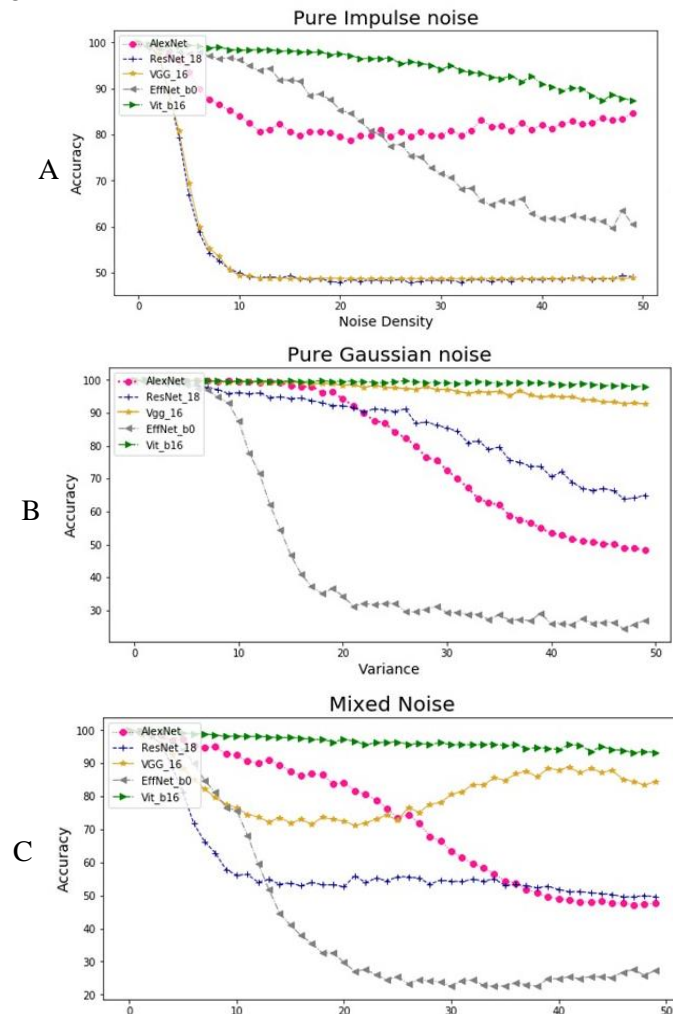 Pure Impulse noise
100
90
80
70
60
50
Accuracy
AlexNet
ResNet_18
VGG_16
EffNet_b0
Vit_b16
A
0 10 20 30 40 50
Noise Density
Pure Gaussian noise
100
90
80
70
60
50
40
30
Accuracy
AlexNet
ResNet_18
Vgg_16
EffNet_b0
Vit_b16
B
0 10 20 30 40 50
Variance
Mixed Noise
100
90
80
70
60
50
40
30
20
Accuracy
AlexNet
ResNet_18
VGG_16
EffNet_b0
Vit_b16
C
0 10 20 30 40 50